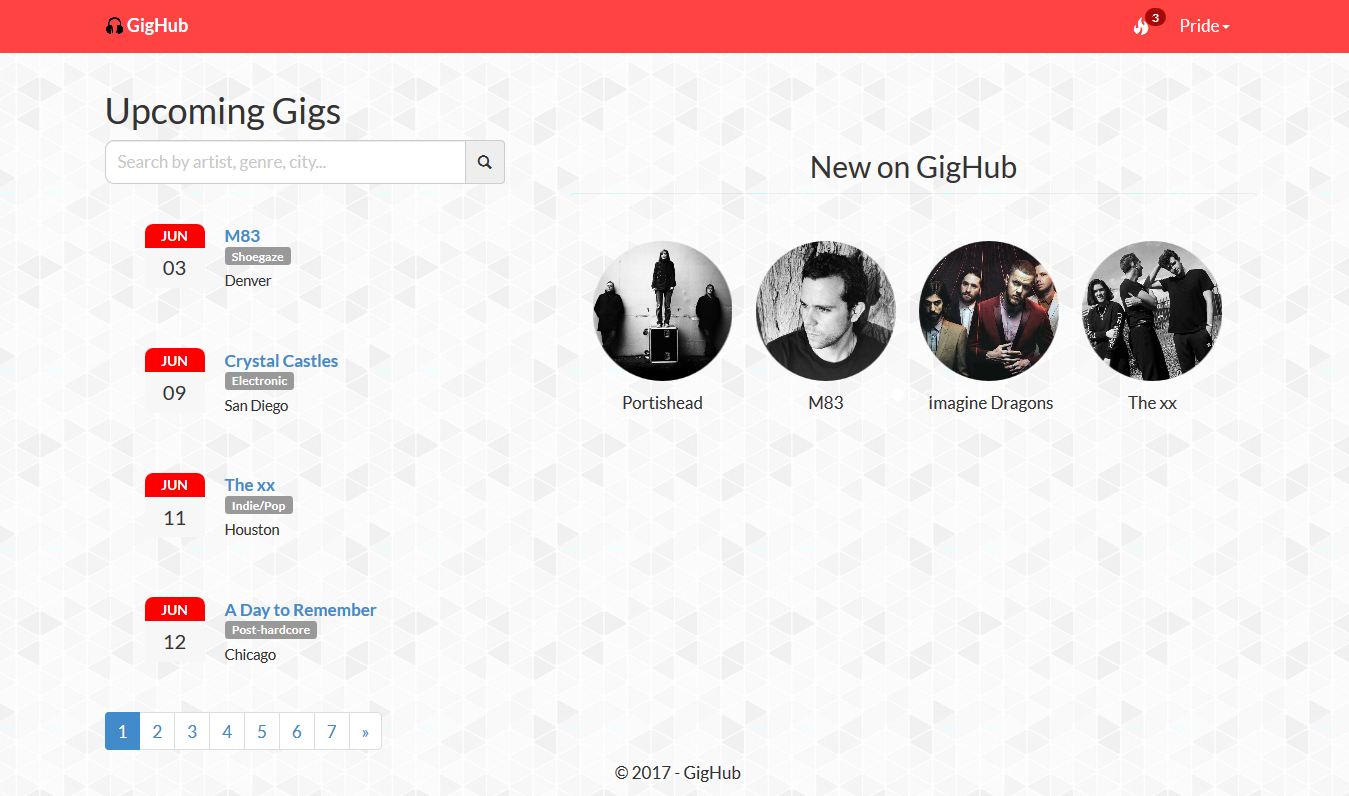 GigHub
3
Pride
Upcoming Gigs
Search by artist, genre, city...
JUN
03
M83
Shoegaze
Denver
JUN
09
Crystal Castles
Electronic
San Diego
JUN
11
The xx
Indie/Pop
Houston
JUN
12
A Day to Remember
Post-hardcore
Chicago
1 2 3 4 5 6 7 »
New on GigHub
Portishead M83 Imagine Dragons The xx
© 2017 - GigHub